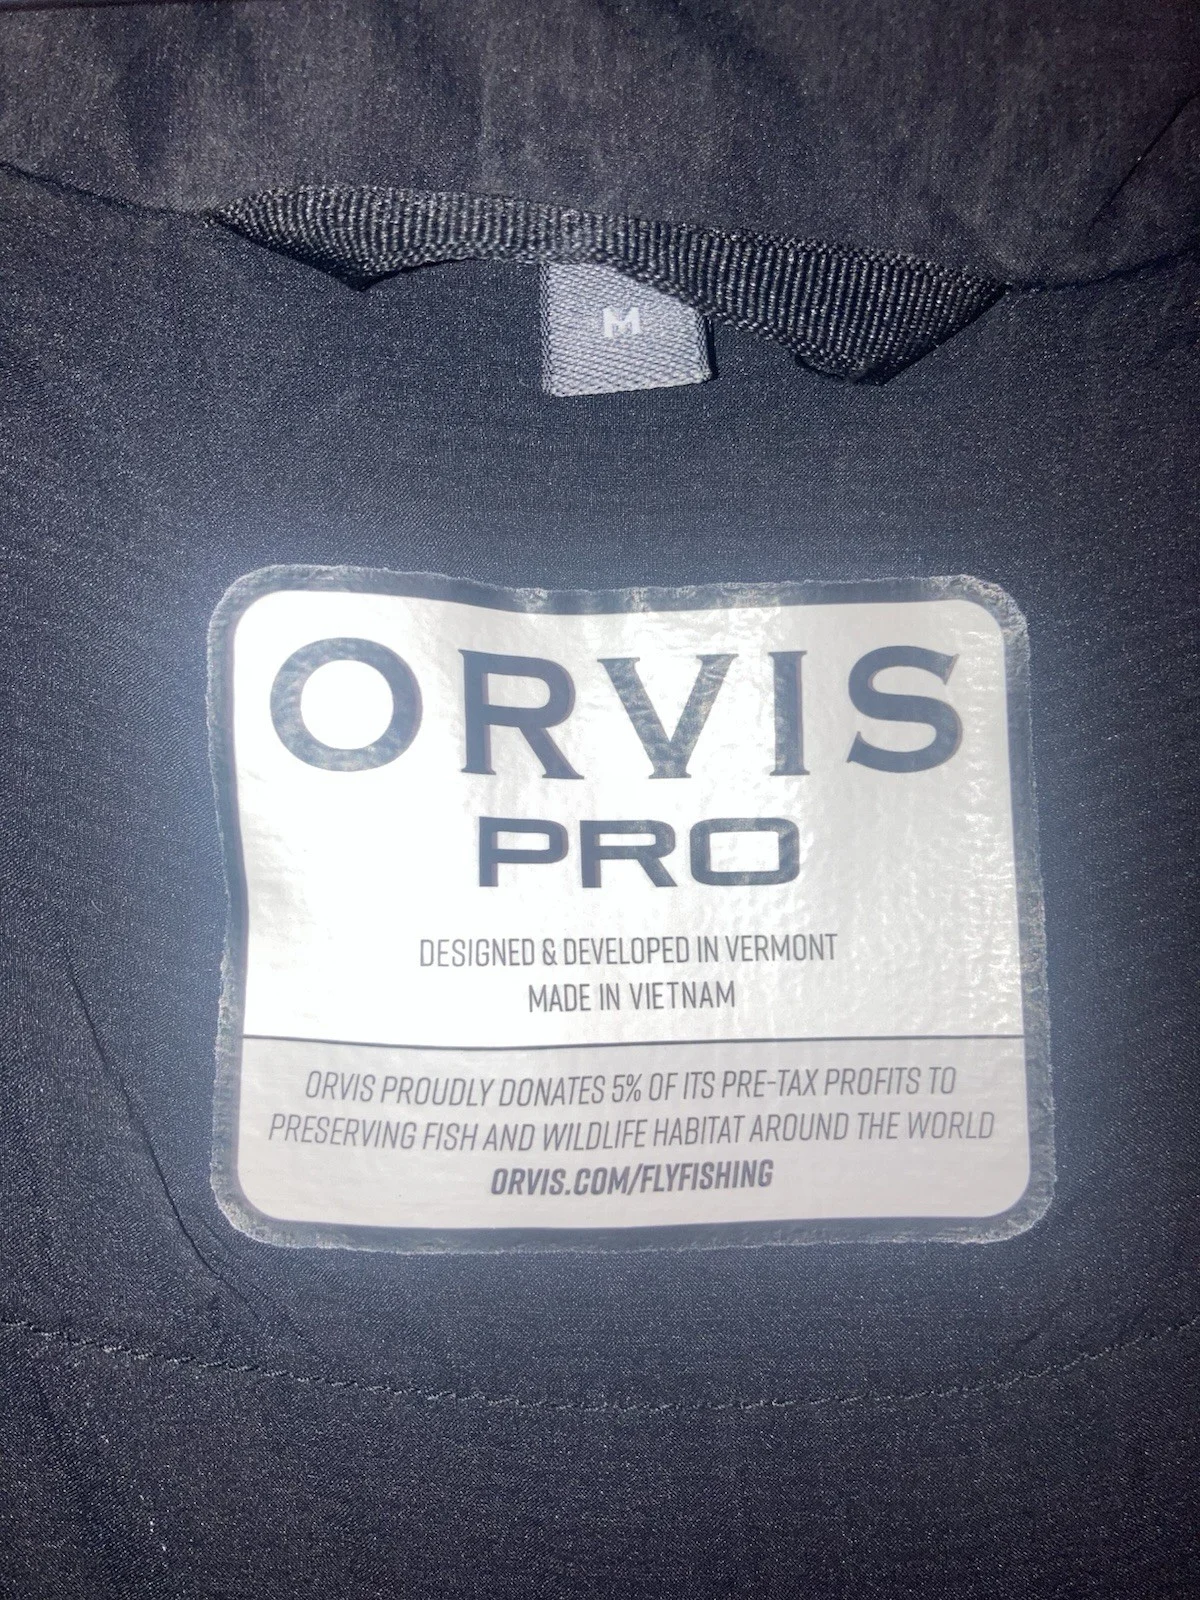 M
ORVIS
PRO
DESIGNED & DEVELOPED IN VERMONT
MADE IN VIETNAM
ORVIS PROUDLY DONATES 5% OF ITS PRE-TAX PROFITS TO
PRESERVING FISH AND WILDLIFE HABITAT AROUND THE WORLD
ORVIS.COM/FLYFISHING